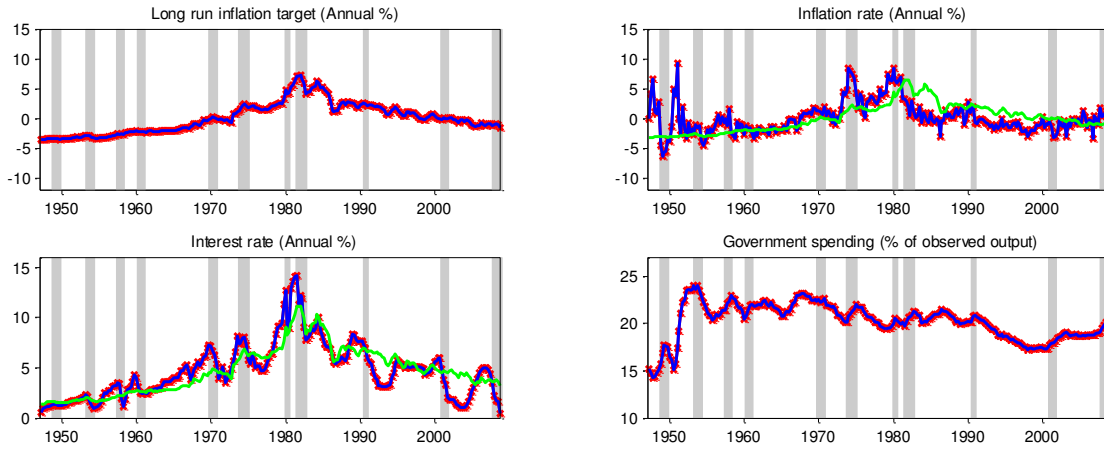 Long run inflation target (Annual %)
15
10
5
0
-5
-10
1950 1960 1970 1980 1990 2000
Inflation rate (Annual %)
15
10
5
0
-5
-10
1950 1960 1970 1980 1990 2000
Interest rate (Annual %)
15
10
5
0
1950 1960 1970 1980 1990 2000
Government spending (% of observed output)
25
20
15
10
1950 1960 1970 1980 1990 2000